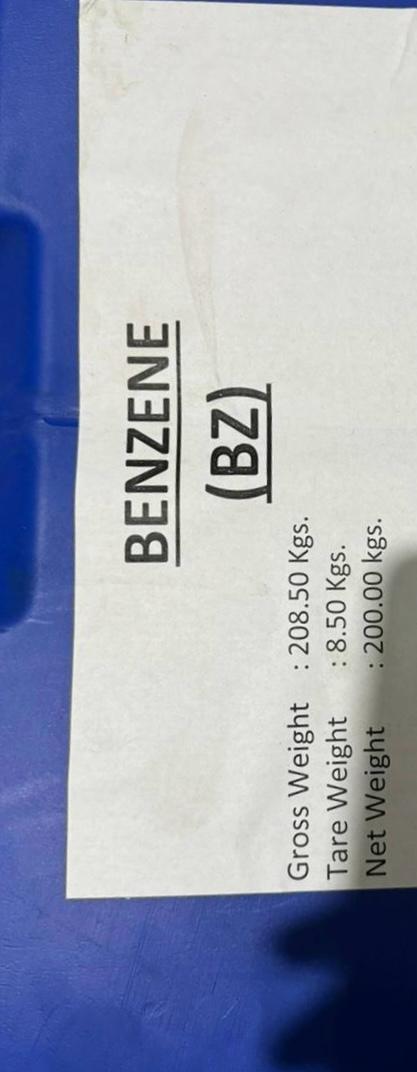 BENZENE
(BZ)
Gross Weight : 208.50 Kgs.
Tare Weight : 8.50 Kgs.
Net Weight : 200.00 kgs.